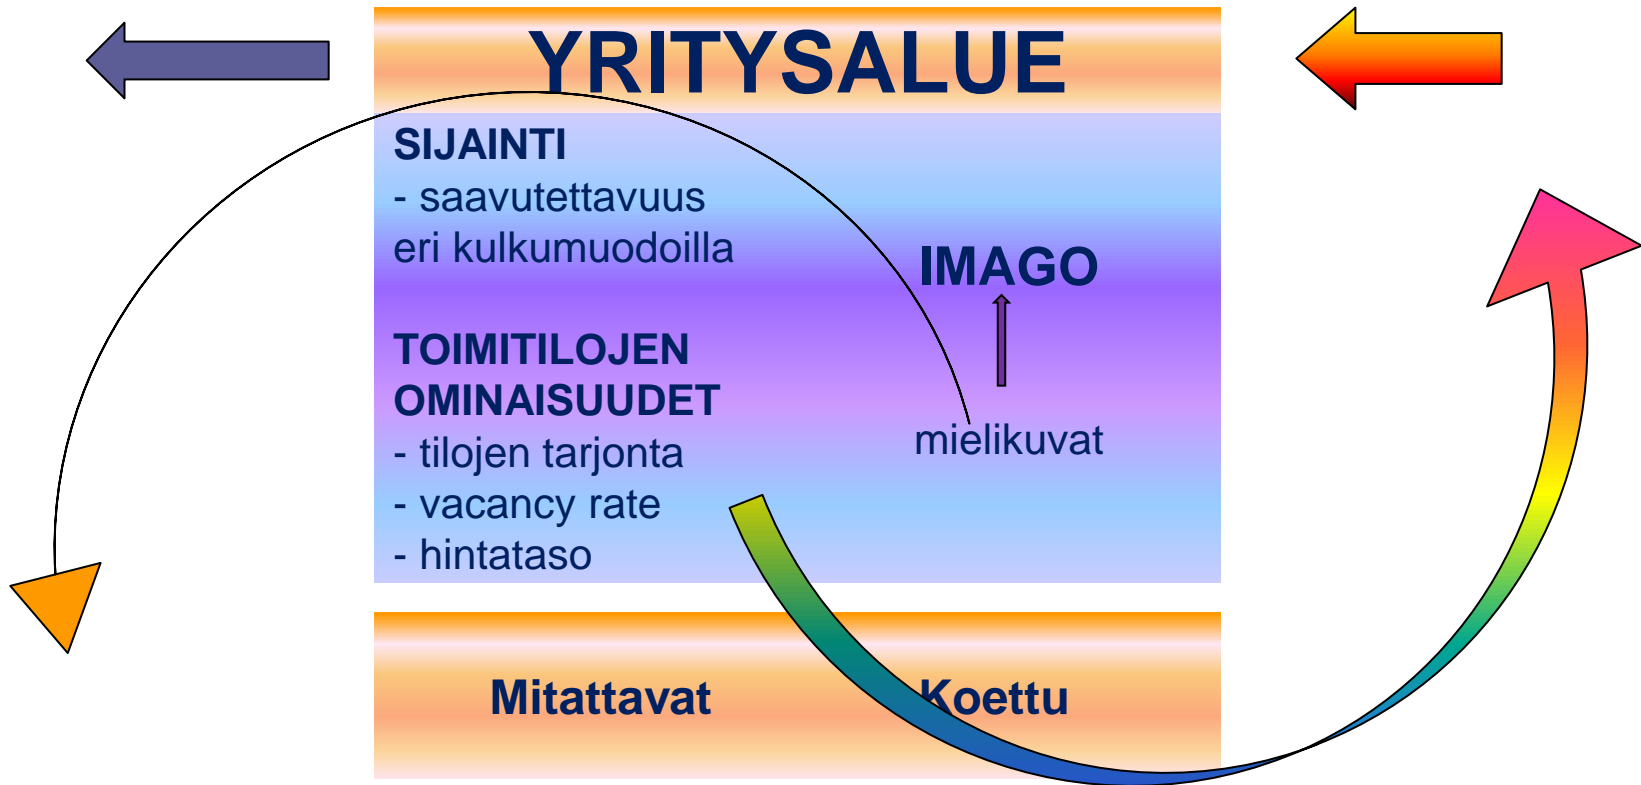 YRITYSALUE
SIJAINTI
- saavutettavuus
eri kulkumuodoilla
TOIMITILOJEN
OMINAISUUDET
- tilojen tarjonta
- vacancy rate
- hintataso
IMAGO
mielikuvat
Mitattavat
Koettu